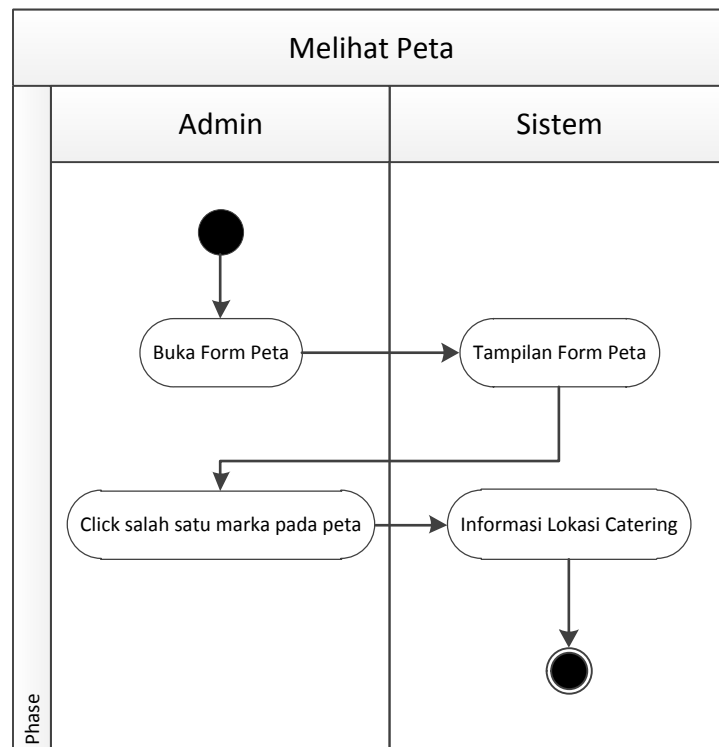 Melihat Peta
Admin
Sistem
Buka Form Peta
Tampilan Form Peta
Click salah satu marka pada peta
Informasi Lokasi Catering
Phase